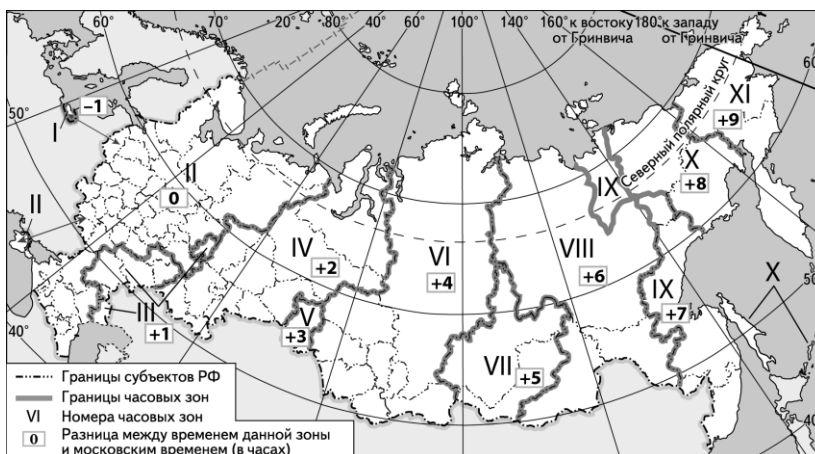 60°
70°
20° 80° 40° 60° 100° 140° 160° к востоку 180° к западу
от Гринвича от Гринвича
60°
50°
I
–1
II
0
II
40°
III
+1
IV
+2
V
+3
VI
+4
VII
+5
VIII
+6
IX
IX
+7
X
+8
XI
+9
X
Северный полярный круг
50
40°
Границы субъектов РФ
Границы часовых зон
VI Номера часовых зон
0 Разница между временем данной зоны
и московским временем (в часах)